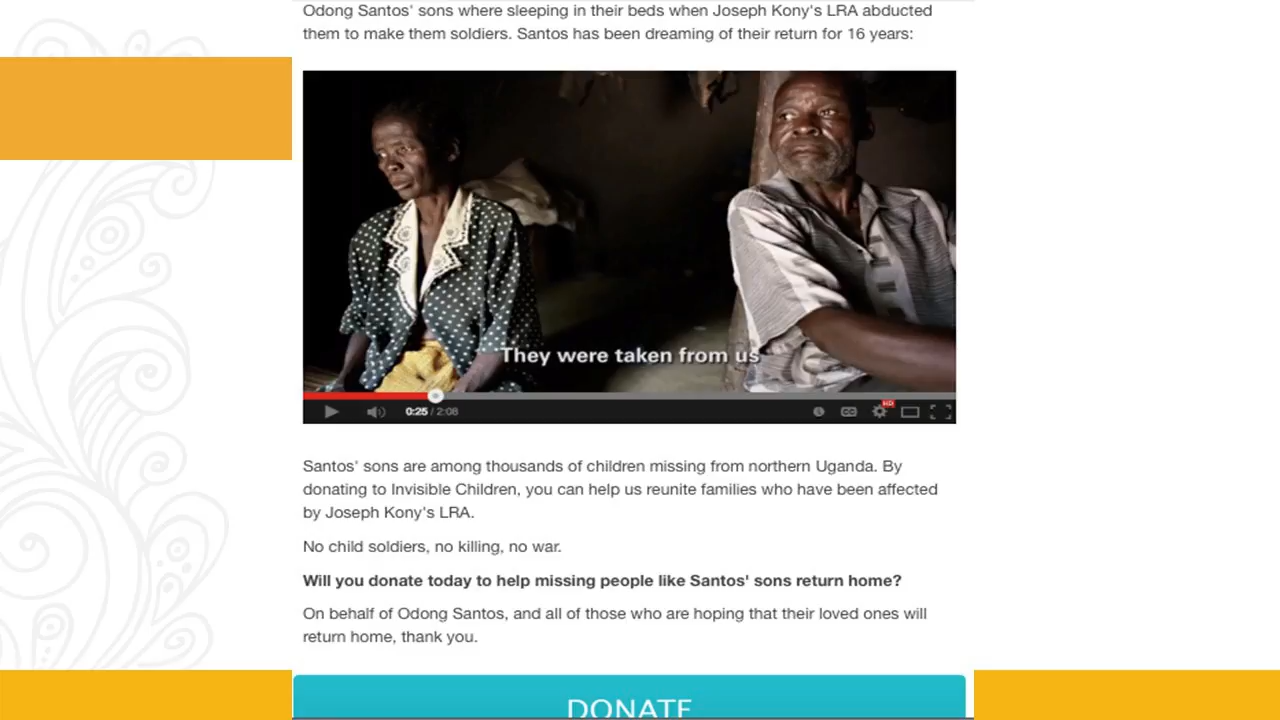 Odong Santos' sons where sleeping in their beds when Joseph Kony's LRA abducted
them to make them soldiers. Santos has been dreaming of their return for 16 years:
They were taken from us
0:25 / 2:08
CC
HD
Santos' sons are among thousands of children missing from northern Uganda. By
donating to Invisible Children, you can help us reunite families who have been affected
by Joseph Kony's LRA.
No child soldiers, no killing, no war.
Will you donate today to help missing people like Santos' sons return home?
On behalf of Odong Santos, and all of those who are hoping that their loved ones will
return home, thank you.
DONATE